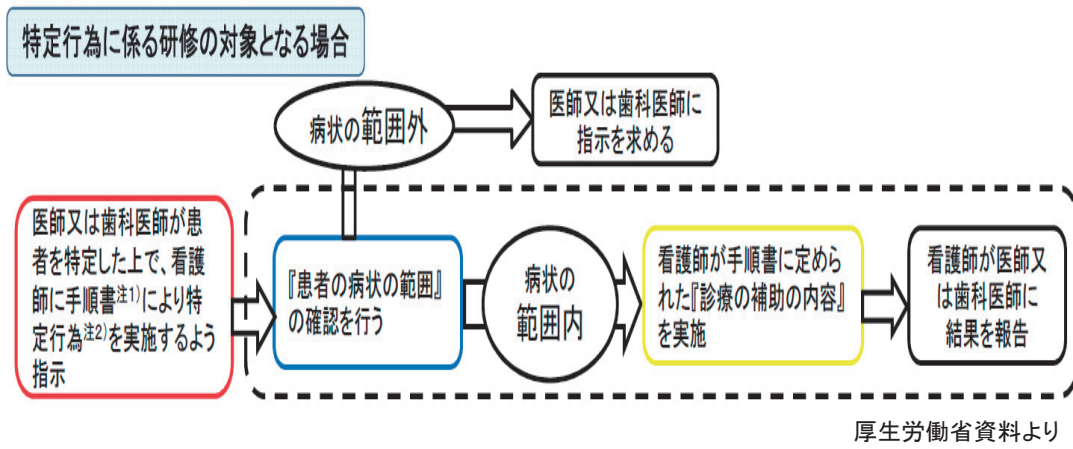 特定行為に係る研修の対象となる場合
病状の範囲外
医師又は歯科医師に
指示を求める
医師又は歯科医師が患
者を特定した上で、看護
師に手順書注1)により特
定行為注2)を実施するよう
指示
『患者の病状の範囲』
の確認を行う
病状の
範囲内
看護師が手順書に定めら
れた『診療の補助の内容』
を実施
看護師が医師又
は歯科医師に
結果を報告
厚生労働省資料より